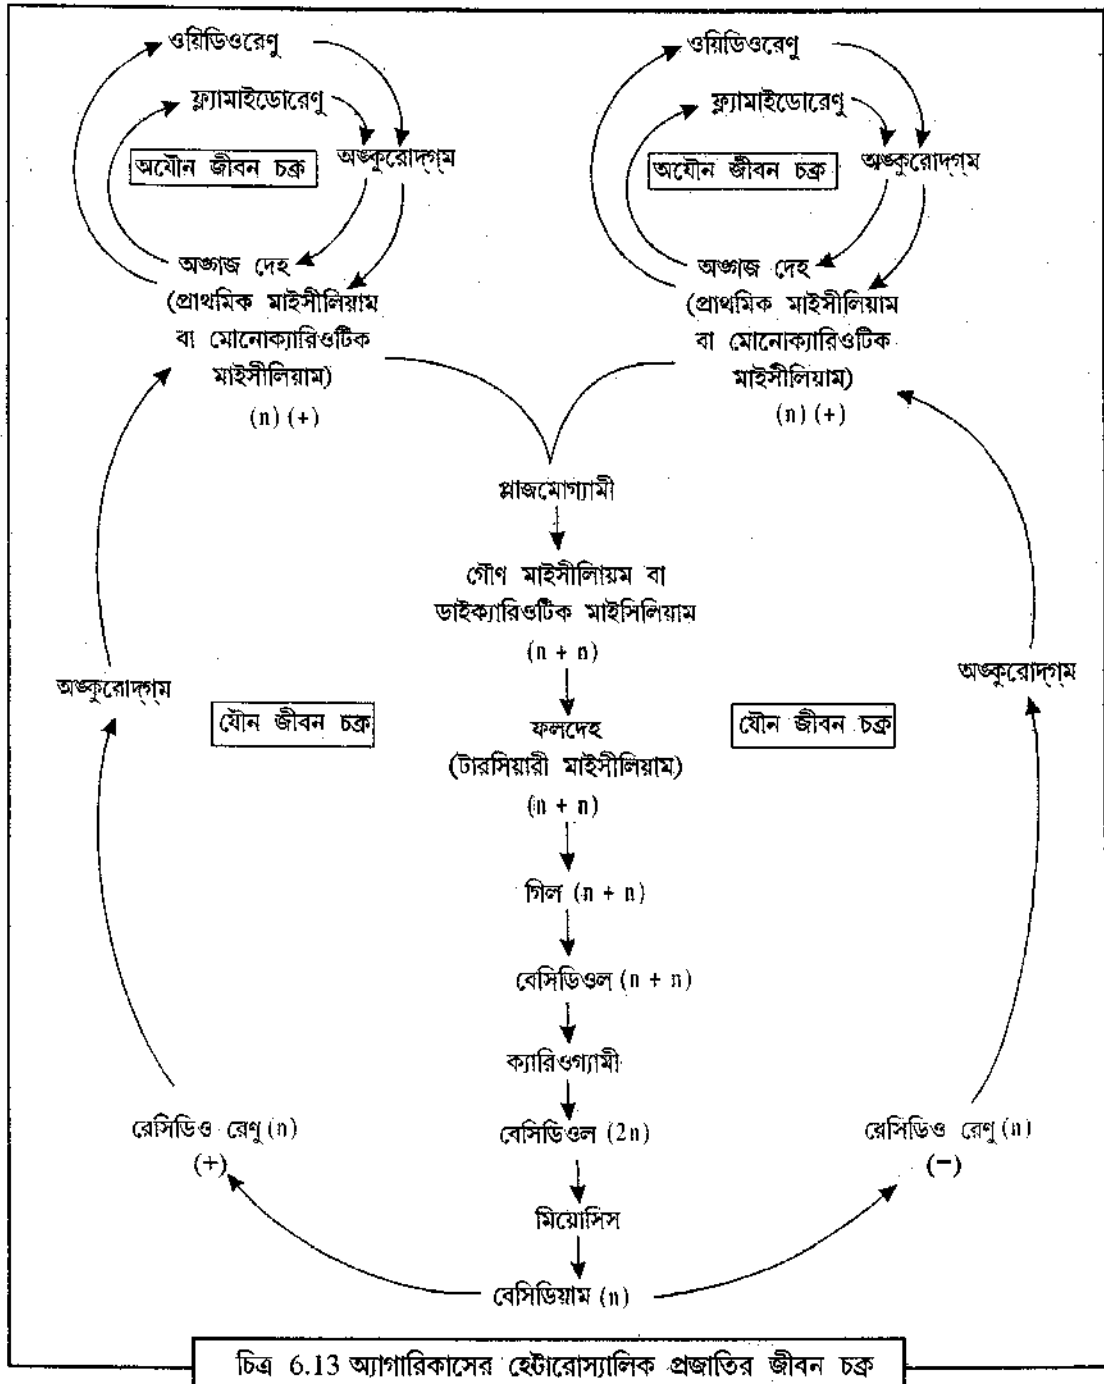 ওয়িডিওরেণু
ফ্ল্যামাইডোরেণু
অযৌন জীবন চক্র
অঙ্কুরোদ্গম
অঙ্গজ দেহ
(প্রাথমিক মাইসীলিয়াম
বা মোনোক্যারিওটিক
মাইসীলিয়াম)
(n) (+)
ওয়িডিওরেণু
ফ্ল্যামাইডোরেণু
অযৌন জীবন চক্র
অঙ্কুরোদ্গম
অঙ্গজ দেহ
(প্রাথমিক মাইসীলিয়াম
বা মোনোক্যারিওটিক
মাইসীলিয়াম)
(n) (+)
প্লাজমোগ্যামী
গৌণ মাইসীলিায়ম বা
ডাইক্যারিওটিক মাইসিলিয়াম
(n + n)
অঙ্কুরোদ্গম
যৌন জীবন চক্র
ফলদেহ
(টারসিয়ারী মাইসীলিয়াম)
(n + n)
যৌন জীবন চক্র
অঙ্কুরোদ্গম
গিল (n + n)
বেসিডিওল (n + n)
ক্যারিওগ্যামী
রেসিডিও রেণু (n)
(+)
বেসিডিওল (2n)
রেসিডিও রেণু (n)
(−)
মিয়োসিস
বেসিডিয়াম (n)
চিত্র 6.13 অ্যাগারিকাসের হেটারোস্যালিক প্রজাতির জীবন চক্র